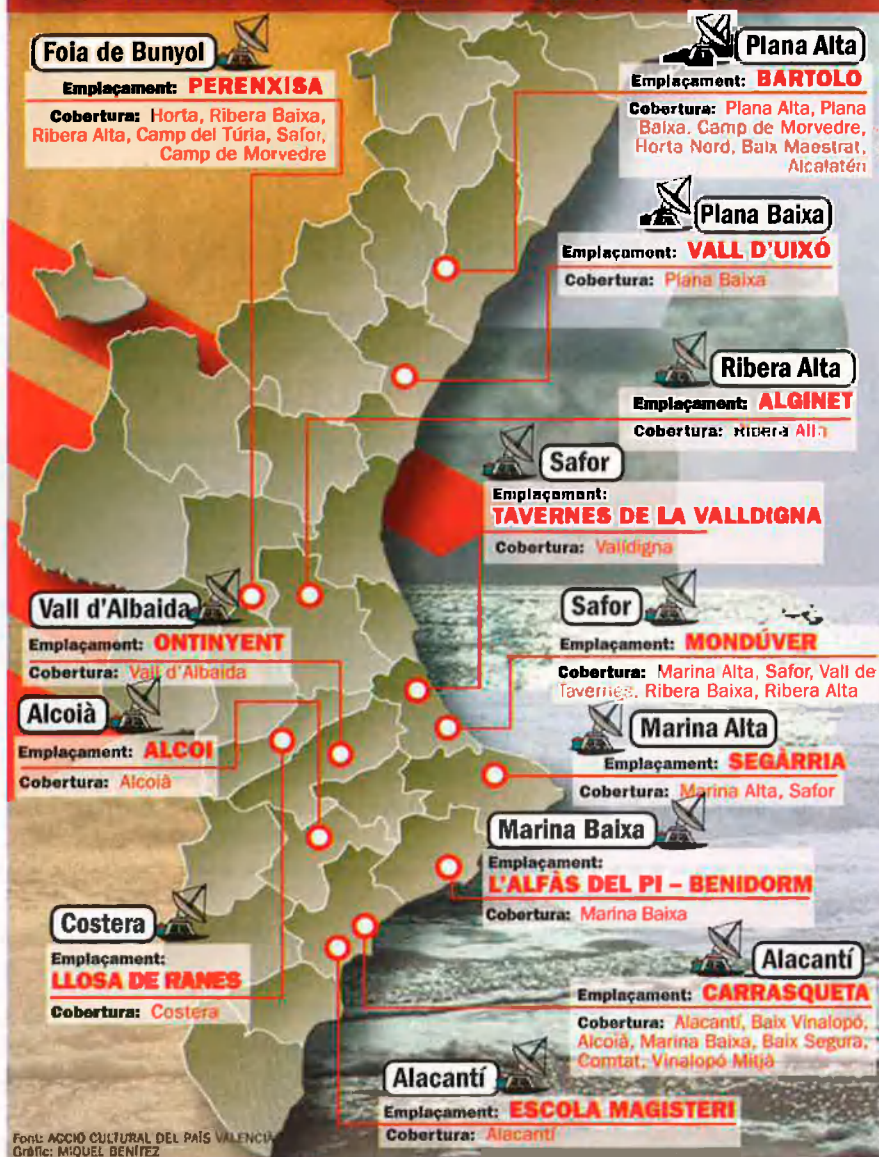 Foia de Bunyol
Emplaçament: PERENXISA
Cobertura: Horta, Ribera Baixa,
Ribera Alta, Camp del Túria, Safor,
Camp de Morvedre
Plana Alta
Emplaçament: BARTOLO
Cobertura: Plana Alta, Plana
Baixa, Camp de Morvedre,
Horta Nord, Baix Maestrat,
Alcalatén
Plana Baixa
Emplaçament: VALL D'UIXÓ
Cobertura: Plana Baixa
Ribera Alta
Emplaçament: ALGINET
Cobertura: Ribera Alta
Safor
Emplaçament:
TAVERNES DE LA VALLDIGNA
Cobertura: Valldigna
Vall d'Albaida
Emplaçament: ONTINYENT
Cobertura: Vall d'Albaida
Safor
Emplaçament: MONDÚVER
Cobertura: Marina Alta, Safor, Vall de
Tavernes, Ribera Baixa, Ribera Alta
Alcoià
Emplaçament: ALCOI
Cobertura: Alcoià
Marina Alta
Emplaçament: SEGÀRRIA
Cobertura: Marina Alta, Safor
Marina Baixa
Emplaçament:
L'ALFÀS DEL PI – BENIDORM
Cobertura: Marina Baixa
Costera
Emplaçament:
LLOSA DE RANES
Cobertura: Costera
Alacantí
Emplaçament: CARRASQUETA
Cobertura: Alacantí, Baix Vinalopó,
Alcoià, Marina Baixa, Baix Segura,
Comtat, Vinalopó Mitjà
Alacantí
Emplaçament: ESCOLA MAGISTERI
Cobertura: Alacantí
Font: ACCIÓ CULTURAL DEL PAÍS VALENCIÀ
Gràfic: MIQUEL BENÍTEZ